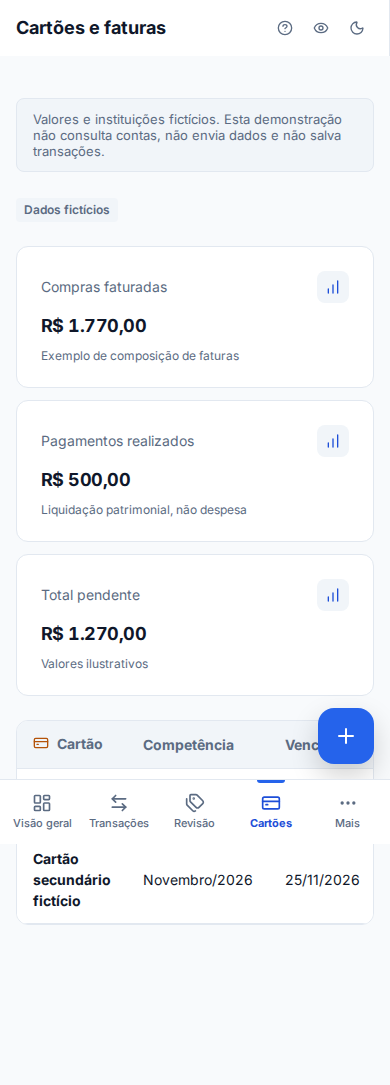 Cartões e faturas
Valores e instituições fictícios. Esta demonstração
não consulta contas, não envia dados e não salva
transações.
Dados fictícios
Compras faturadas
R$ 1.770,00
Exemplo de composição de faturas
Pagamentos realizados
R$ 500,00
Liquidação patrimonial, não despesa
Total pendente
R$ 1.270,00
Valores ilustrativos
Cartão Competência Venc
Visão geral Transações Revisão Cartões Mais
Cartão
secundário
fictício
Novembro/2026 25/11/2026